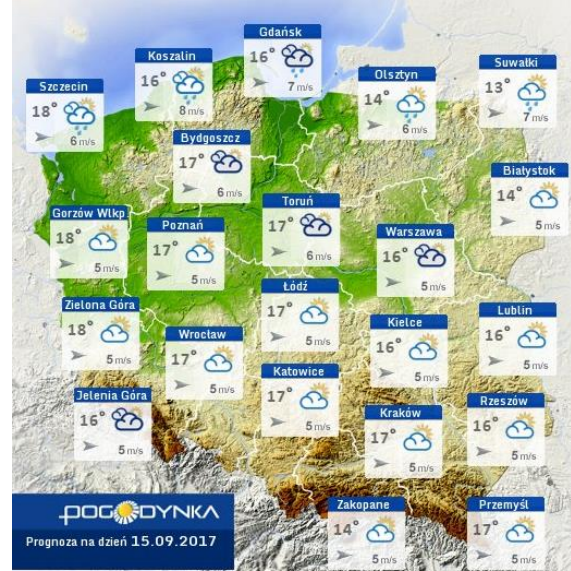 Gdańsk
16°
7 m/s
Koszalin
16°
8 m/s
Suwałki
13°
7 m/s
Olsztyn
14°
6 m/s
Szczecin
18°
6 m/s
Bydgoszcz
17°
6 m/s
Białystok
14°
5 m/s
Toruń
17°
6 m/s
Gorzów Wlkp
18°
5 m/s
Poznań
17°
5 m/s
Warszawa
16°
5 m/s
Łódź
17°
5 m/s
Zielona Góra
18°
5 m/s
Lublin
16°
5 m/s
Kielce
16°
5 m/s
Wrocław
17°
5 m/s
Katowice
17°
5 m/s
Jelenia Góra
16°
5 m/s
Rzeszów
16°
5 m/s
Kraków
17°
5 m/s
Zakopane
14°
5 m/s
Przemyśl
17°
5 m/s
POGODYNKA
Prognoza na dzień 15.09.2017